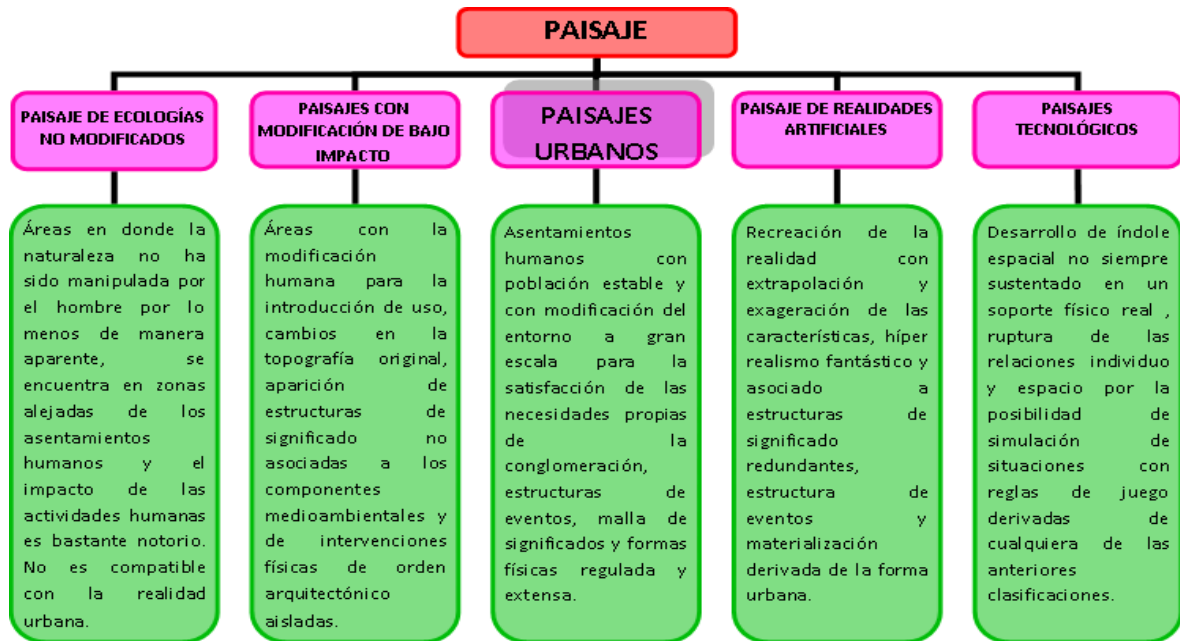 PAISAJE
PAISAJE DE ECOLOGÍAS
NO MODIFICADOS
PAISAJES CON
MODIFICACIÓN DE BAJO
IMPACTO
PAISAJES
URBANOS
PAISAJE DE REALIDADES
ARTIFICIALES
PAISAJES
TECNOLÓGICOS
Áreas en donde la
naturaleza no ha
sido manipulada por
el hombre por lo
menos de manera
aparente, se
encuentra en zonas
alejadas de los
asentamientos
humanos y el
impacto de las
actividades humanas
es bastante notorio.
No es compatible
con la realidad
urbana.
Áreas con la
modificación
humana para la
introducción de uso,
cambios en la
topografía original,
aparición de
estructuras de
significado no
asociadas a los
componentes
medioambientales y
de intervenciones
físicas de orden
arquitectónico
aisladas.
Asentamientos
humanos con
población estable y
con modificación del
entorno a gran
escala para la
satisfacción de las
necesidades propias
de la
conglomeración,
estructuras de
eventos, malla de
significados y formas
físicas regulada y
extensa.
Recreación de la
realidad con
extrapolación y
exageración de las
características, híper
realismo fantástico y
asociado a
estructuras de
significado
redundantes,
estructura de
eventos y
materialización
derivada de la forma
urbana.
Desarrollo de índole
espacial no siempre
sustentado en un
soporte físico real ,
ruptura de las
relaciones individuo
y espacio por la
posibilidad de
simulación de
situaciones con
reglas de juego
derivadas de
cualquiera de las
anteriores
clasificaciones.